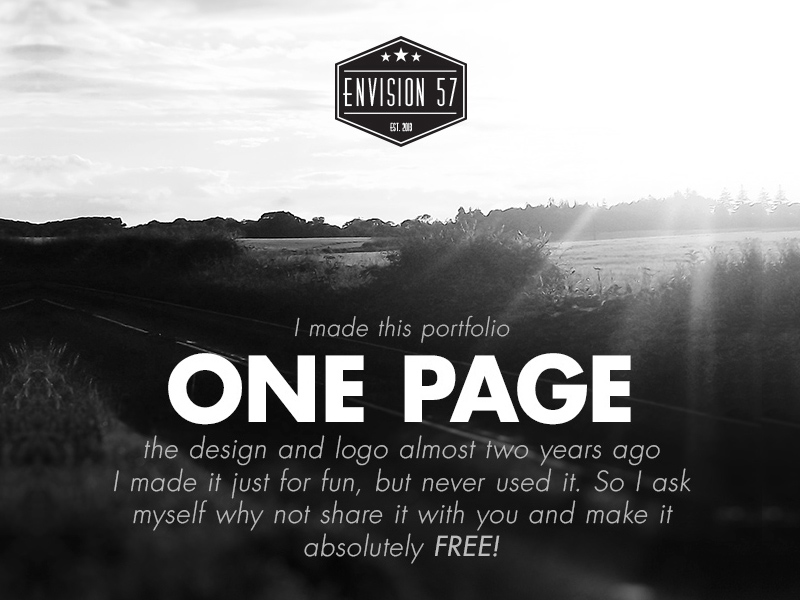 ENVISION 57
EST. 2013
I made this portfolio
ONE PAGE
the design and logo almost two years ago
I made it just for fun, but never used it. So I ask
myself why not share it with you and make it
absolutely FREE!